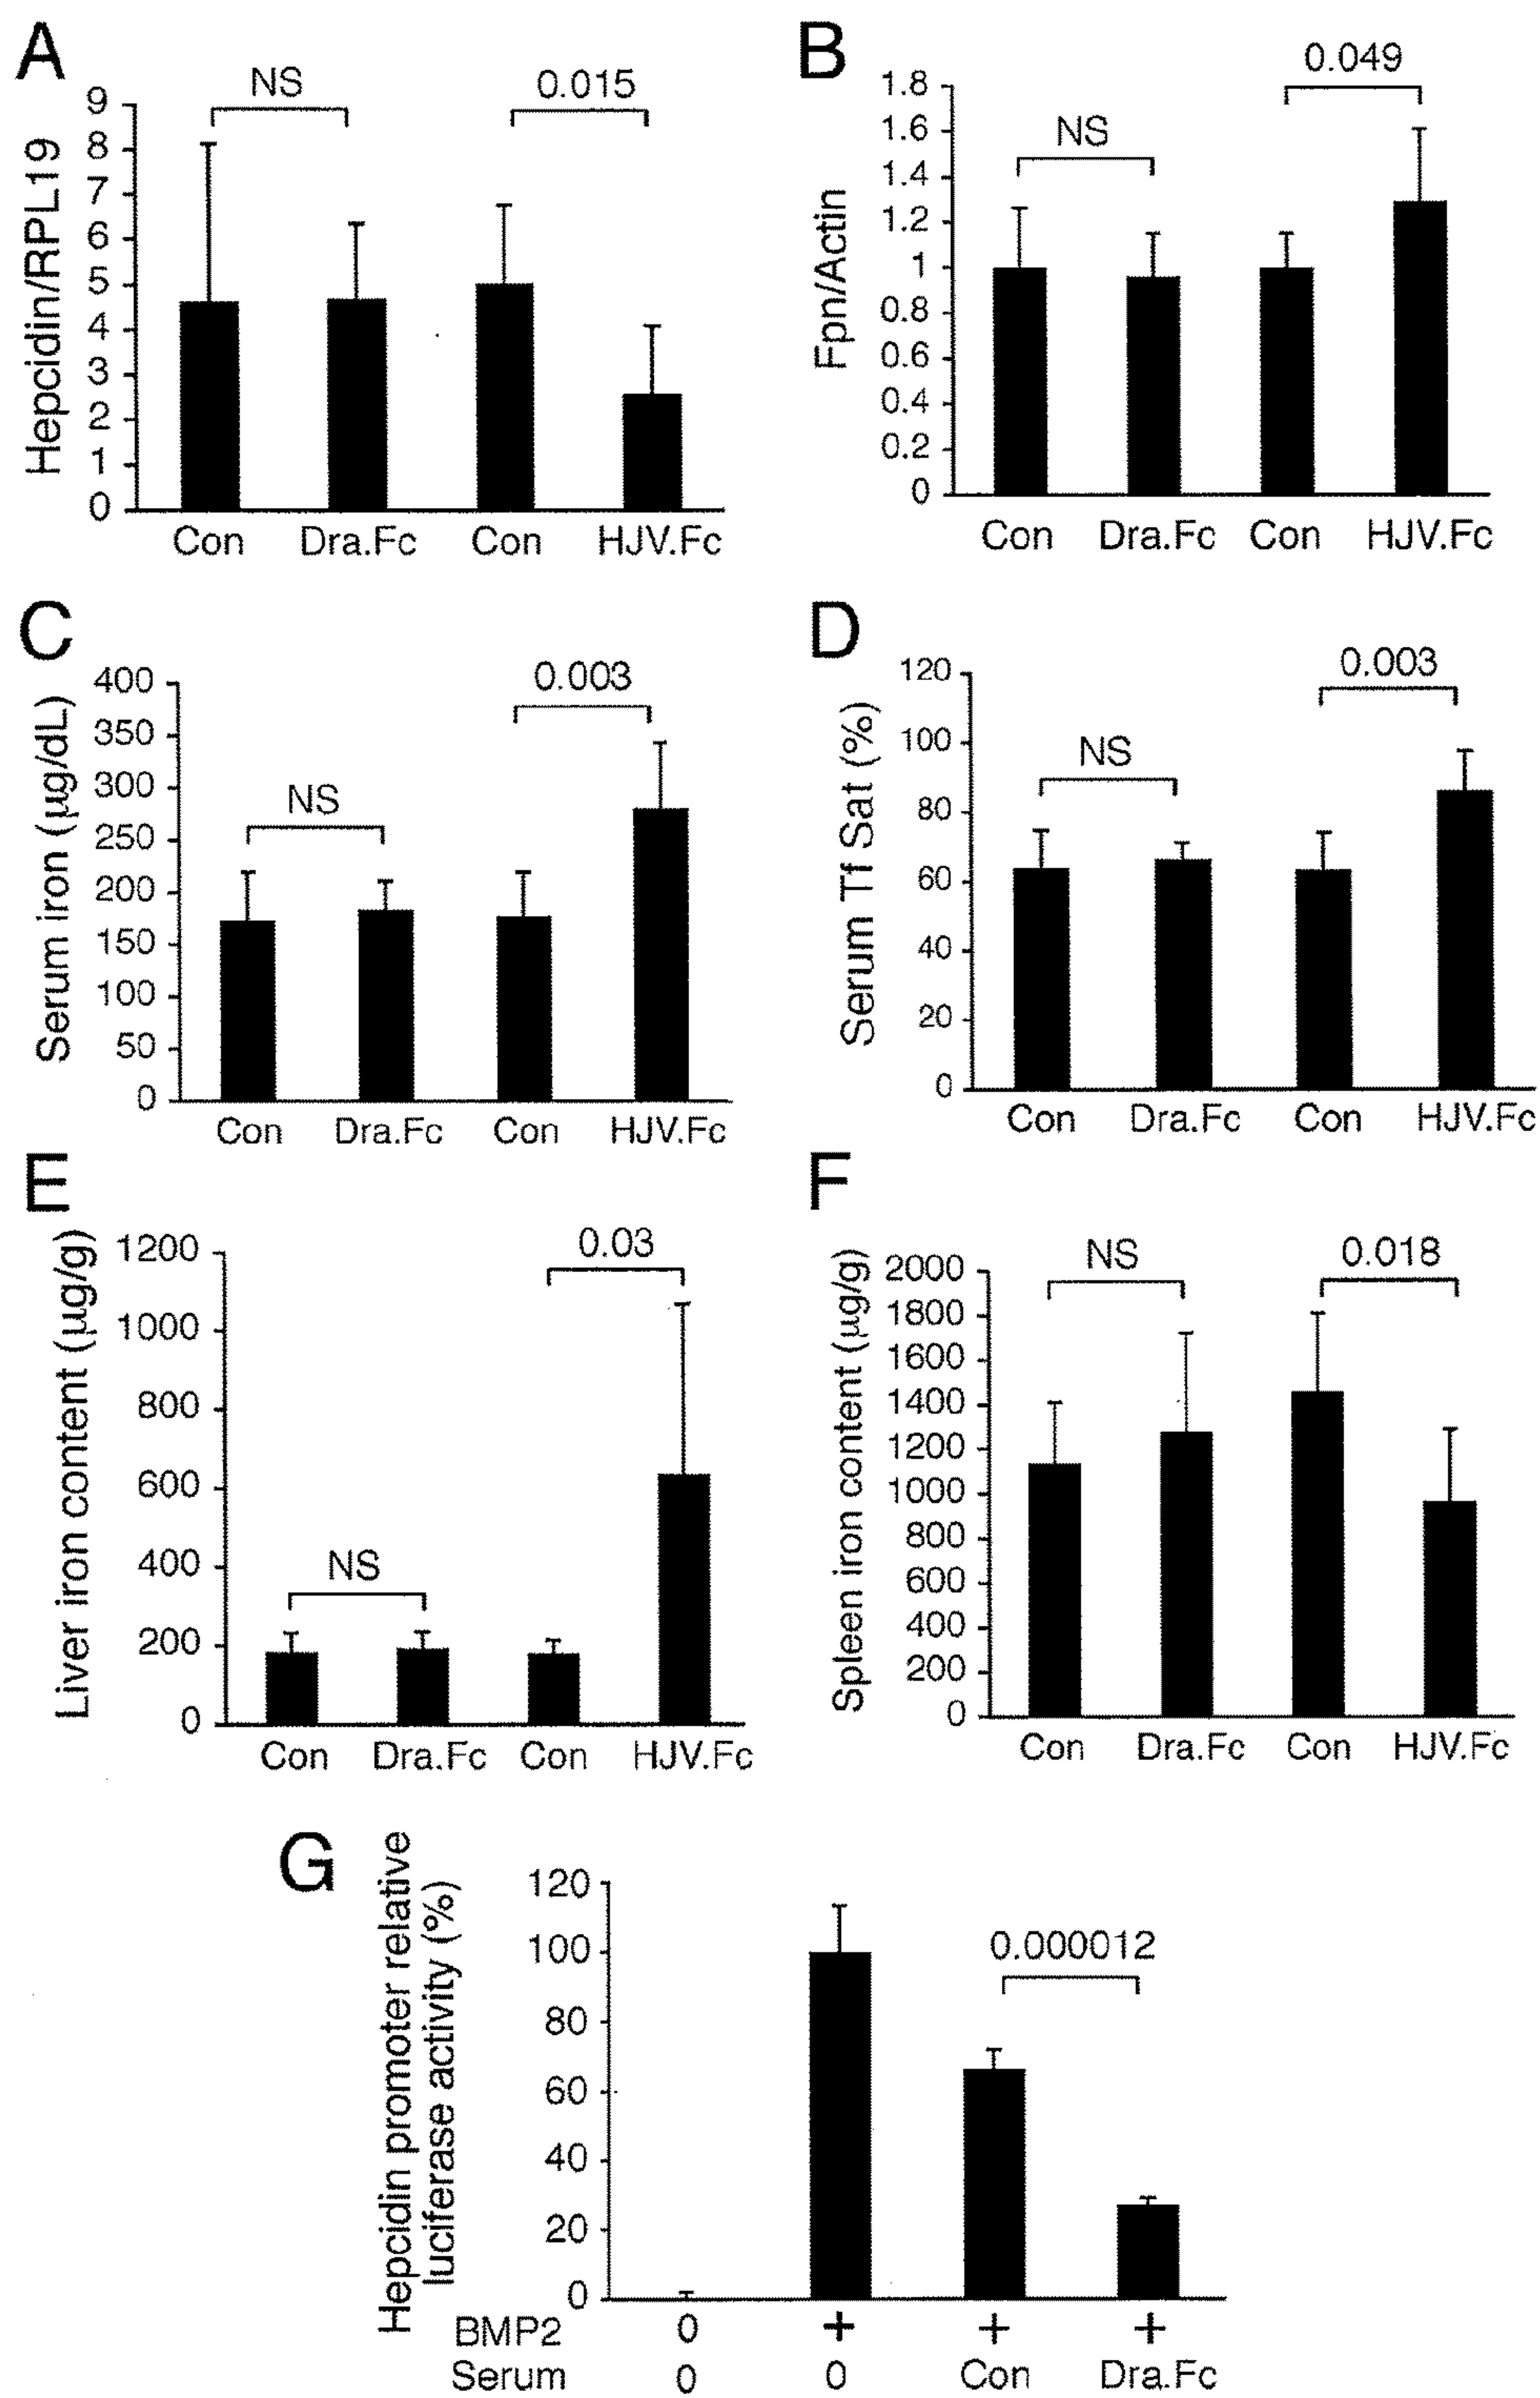 A
NS
0.015
Hepcidin/RPL19
9
8
7
6
5
4
3
2
1
0
Con Dra.Fc Con HJV.Fc
B
0.049
NS
Fpn/Actin
1.8
1.6
1.4
1.2
1
0.8
0.6
0.4
0.2
0
Con Dra.Fc Con HJV.Fc
C
0.003
NS
Serum iron (µg/dL)
400
350
300
250
200
150
100
50
0
Con Dra.Fc Con HJV.Fc
D
0.003
NS
Serum Tf Sat (%)
120
100
80
60
40
20
0
Con Dra.Fc Con HJV.Fc
E
0.03
NS
Liver iron content (µg/g)
1200
1000
800
600
400
200
0
Con Dra.Fc Con HJV.Fc
F
NS
0.018
Spleen iron content (µg/g)
2000
1800
1600
1400
1200
1000
800
600
400
200
0
Con Dra.Fc Con HJV.Fc
G
Hepcidin promoter relative
luciferase activity (%)
0.000012
120
100
80
60
40
20
0
BMP2 0 + + +
Serum 0 0 Con Dra.Fc